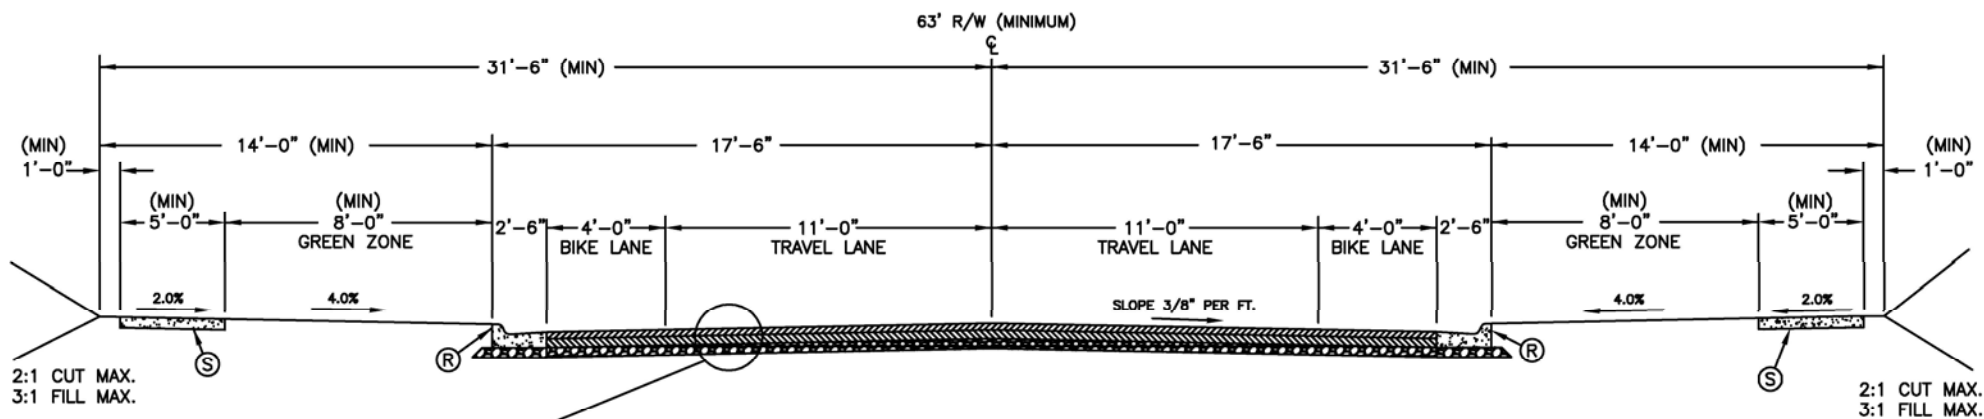 63' R/W (MINIMUM)
℄
31'-6" (MIN)
31'-6" (MIN)
(MIN)
1'-0"
14'-0" (MIN)
17'-6"
17'-6"
14'-0" (MIN)
(MIN)
1'-0"
(MIN)
5'-0"
(MIN)
8'-0"
GREEN ZONE
2'-6"
4'-0"
BIKE LANE
11'-0"
TRAVEL LANE
11'-0"
TRAVEL LANE
4'-0"
BIKE LANE
2'-6"
(MIN)
8'-0"
GREEN ZONE
(MIN)
5'-0"
2.0%
4.0%
SLOPE 3/8" PER FT.
4.0%
2.0%
R
R
S
S
2:1 CUT MAX.
3:1 FILL MAX.
2:1 CUT MAX.
3:1 FILL MAX.